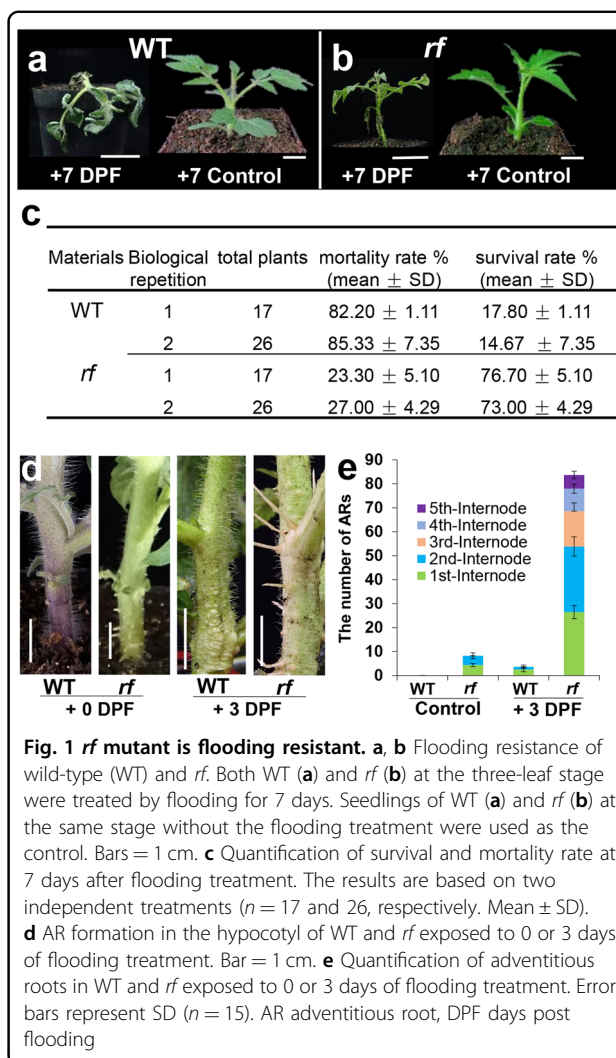 a WT b rf
+7 DPF +7 Control +7 DPF +7 Control
c
Materials Biological repetition total plants mortality rate % (mean ± SD) survival rate % (mean ± SD)
WT 1 17 82.20 ± 1.11 17.80 ± 1.11
2 26 85.33 ± 7.35 14.67 ± 7.35
rf 1 17 23.30 ± 5.10 76.70 ± 5.10
2 26 27.00 ± 4.29 73.00 ± 4.29
d
WT rf WT rf
+ 0 DPF + 3 DPF
e
The number of ARs
90
80
70
60
50
40
30
20
10
0
5th-Internode
4th-Internode
3rd-Internode
2nd-Internode
1st-Internode
WT rf WT rf
Control + 3 DPF
Fig. 1 rf mutant is flooding resistant. a, b Flooding resistance of
wild-type (WT) and rf. Both WT (a) and rf (b) at the three-leaf stage
were treated by flooding for 7 days. Seedlings of WT (a) and rf (b) at
the same stage without the flooding treatment were used as the
control. Bars = 1 cm. c Quantification of survival and mortality rate at
7 days after flooding treatment. The results are based on two
independent treatments (n = 17 and 26, respectively. Mean ± SD).
d AR formation in the hypocotyl of WT and rf exposed to 0 or 3 days
of flooding treatment. Bar = 1 cm. e Quantification of adventitious
roots in WT and rf exposed to 0 or 3 days of flooding treatment. Error
bars represent SD (n = 15). AR adventitious root, DPF days post
flooding